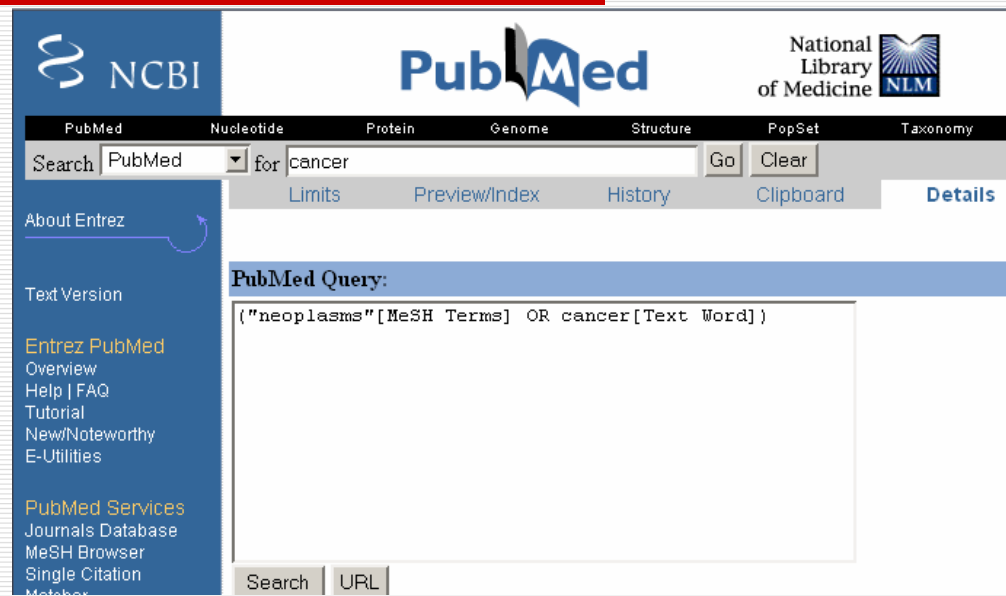 NCBI
PubMed
National
Library
of Medicine
NLM
PubMed Nucleotide Protein Genome Structure PopSet Taxonomy
Search PubMed for cancer Go Clear
Limits Preview/Index History Clipboard Details
About Entrez
Text Version
Entrez PubMed
Overview
Help | FAQ
Tutorial
New/Noteworthy
E-Utilities
PubMed Services
Journals Database
MeSH Browser
Single Citation
Matcher
PubMed Query:
("neoplasms"[MeSH Terms] OR cancer[Text Word])
Search URL